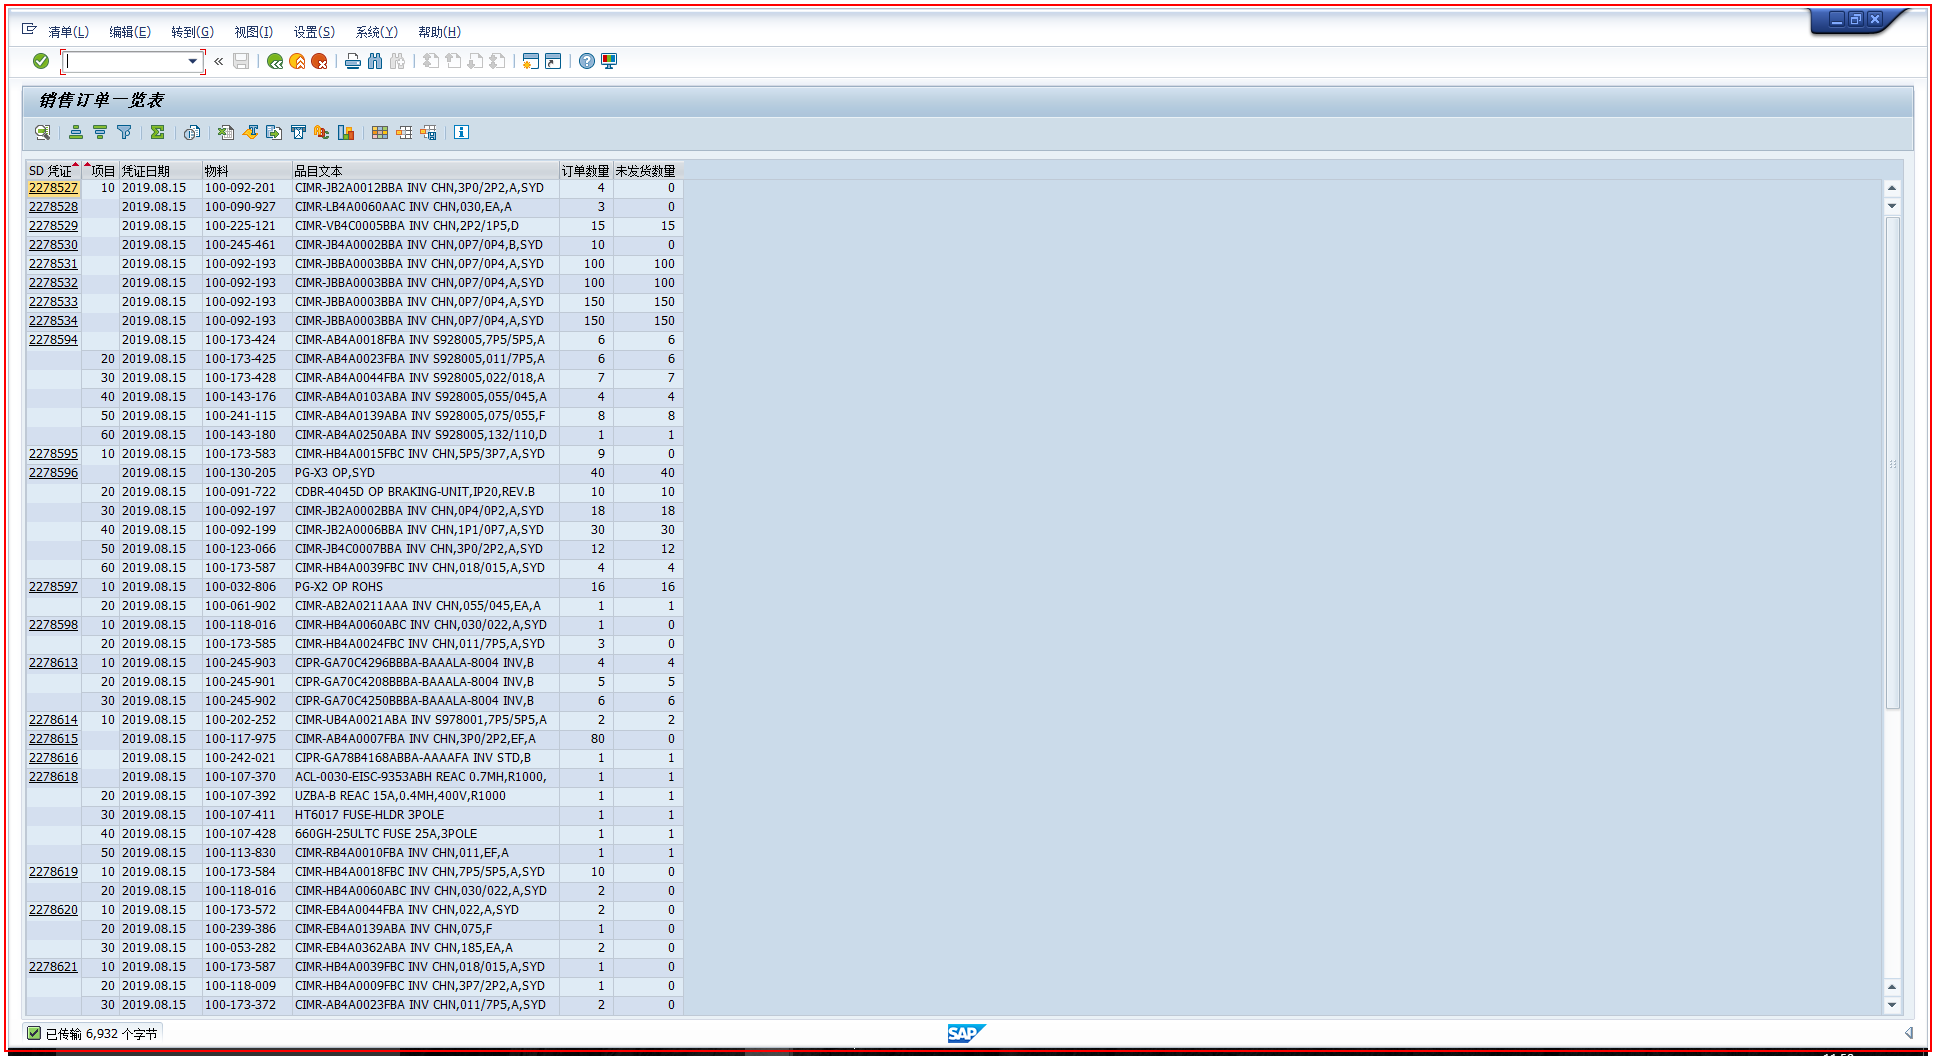 清单(L) 编辑(E) 转到(G) 视图(I) 设置(S) 系统(Y) 帮助(H)
销售订单一览表
SD 凭证 项目 凭证日期 物料 品目文本 订单数量 未发货数量
2278527 10 2019.08.15 100-092-201 CIMR-JB2A0012BBA INV CHN,3P0/2P2,A,SYD 4 0
2278528 2019.08.15 100-090-927 CIMR-LB4A0060AAC INV CHN,030,EA,A 3 0
2278529 2019.08.15 100-225-121 CIMR-VB4C0005BBA INV CHN,2P2/1P5,D 15 15
2278530 2019.08.15 100-245-461 CIMR-JB4A0002BBA INV CHN,0P7/0P4,B,SYD 10 0
2278531 2019.08.15 100-092-193 CIMR-JBBA0003BBA INV CHN,0P7/0P4,A,SYD 100 100
2278532 2019.08.15 100-092-193 CIMR-JBBA0003BBA INV CHN,0P7/0P4,A,SYD 100 100
2278533 2019.08.15 100-092-193 CIMR-JBBA0003BBA INV CHN,0P7/0P4,A,SYD 150 150
2278534 2019.08.15 100-092-193 CIMR-JBBA0003BBA INV CHN,0P7/0P4,A,SYD 150 150
2278594 2019.08.15 100-173-424 CIMR-AB4A0018FBA INV S928005,7P5/5P5,A 6 6
20 2019.08.15 100-173-425 CIMR-AB4A0023FBA INV S928005,011/7P5,A 6 6
30 2019.08.15 100-173-428 CIMR-AB4A0044FBA INV S928005,022/018,A 7 7
40 2019.08.15 100-143-176 CIMR-AB4A0103ABA INV S928005,055/045,A 4 4
50 2019.08.15 100-241-115 CIMR-AB4A0139ABA INV S928005,075/055,F 8 8
60 2019.08.15 100-143-180 CIMR-AB4A0250ABA INV S928005,132/110,D 1 1
2278595 10 2019.08.15 100-173-583 CIMR-HB4A0015FBC INV CHN,5P5/3P7,A,SYD 9 0
2278596 2019.08.15 100-130-205 PG-X3 OP,SYD 40 40
20 2019.08.15 100-091-722 CDBR-4045D OP BRAKING-UNIT,IP20,REV.B 10 10
30 2019.08.15 100-092-197 CIMR-JB2A0002BBA INV CHN,0P4/0P2,A,SYD 18 18
40 2019.08.15 100-092-199 CIMR-JB2A0006BBA INV CHN,1P1/0P7,A,SYD 30 30
50 2019.08.15 100-123-066 CIMR-JB4C0007BBA INV CHN,3P0/2P2,A,SYD 12 12
60 2019.08.15 100-173-587 CIMR-HB4A0039FBC INV CHN,018/015,A,SYD 4 4
2278597 10 2019.08.15 100-032-806 PG-X2 OP ROHS 16 16
20 2019.08.15 100-061-902 CIMR-AB2A0211AAA INV CHN,055/045,EA,A 1 1
2278598 10 2019.08.15 100-118-016 CIMR-HB4A0060ABC INV CHN,030/022,A,SYD 1 0
20 2019.08.15 100-173-585 CIMR-HB4A0024FBC INV CHN,011/7P5,A,SYD 3 0
2278613 10 2019.08.15 100-245-903 CIPR-GA70C4296BBBA-BAAALA-8004 INV,B 4 4
20 2019.08.15 100-245-901 CIPR-GA70C4208BBBA-BAAALA-8004 INV,B 5 5
30 2019.08.15 100-245-902 CIPR-GA70C4250BBBA-BAAALA-8004 INV,B 6 6
2278614 10 2019.08.15 100-202-252 CIMR-UB4A0021ABA INV S978001,7P5/5P5,A 2 2
2278615 2019.08.15 100-117-975 CIMR-AB4A0007FBA INV CHN,3P0/2P2,EF,A 80 0
2278616 2019.08.15 100-242-021 CIPR-GA78B4168ABBA-AAAAFA INV STD,B 1 1
2278618 2019.08.15 100-107-370 ACL-0030-EISC-9353ABH REAC 0.7MH,R1000, 1 1
20 2019.08.15 100-107-392 UZBA-B REAC 15A,0.4MH,400V,R1000 1 1
30 2019.08.15 100-107-411 HT6017 FUSE-HLDR 3POLE 1 1
40 2019.08.15 100-107-428 660GH-25ULTC FUSE 25A,3POLE 1 1
50 2019.08.15 100-113-830 CIMR-RB4A0010FBA INV CHN,011,EF,A 1 1
2278619 10 2019.08.15 100-173-584 CIMR-HB4A0018FBC INV CHN,7P5/5P5,A,SYD 10 0
20 2019.08.15 100-118-016 CIMR-HB4A0060ABC INV CHN,030/022,A,SYD 2 0
2278620 10 2019.08.15 100-173-572 CIMR-EB4A0044FBA INV CHN,022,A,SYD 2 0
20 2019.08.15 100-239-386 CIMR-EB4A0139ABA INV CHN,075,F 1 0
30 2019.08.15 100-053-282 CIMR-EB4A0362ABA INV CHN,185,EA,A 2 0
2278621 10 2019.08.15 100-173-587 CIMR-HB4A0039FBC INV CHN,018/015,A,SYD 1 0
20 2019.08.15 100-118-009 CIMR-HB4A0009FBC INV CHN,3P7/2P2,A,SYD 1 0
30 2019.08.15 100-173-372 CIMR-AB4A0023FBA INV CHN,011/7P5,A,SYD 2 0
已传输 6,932 个字节 SAP